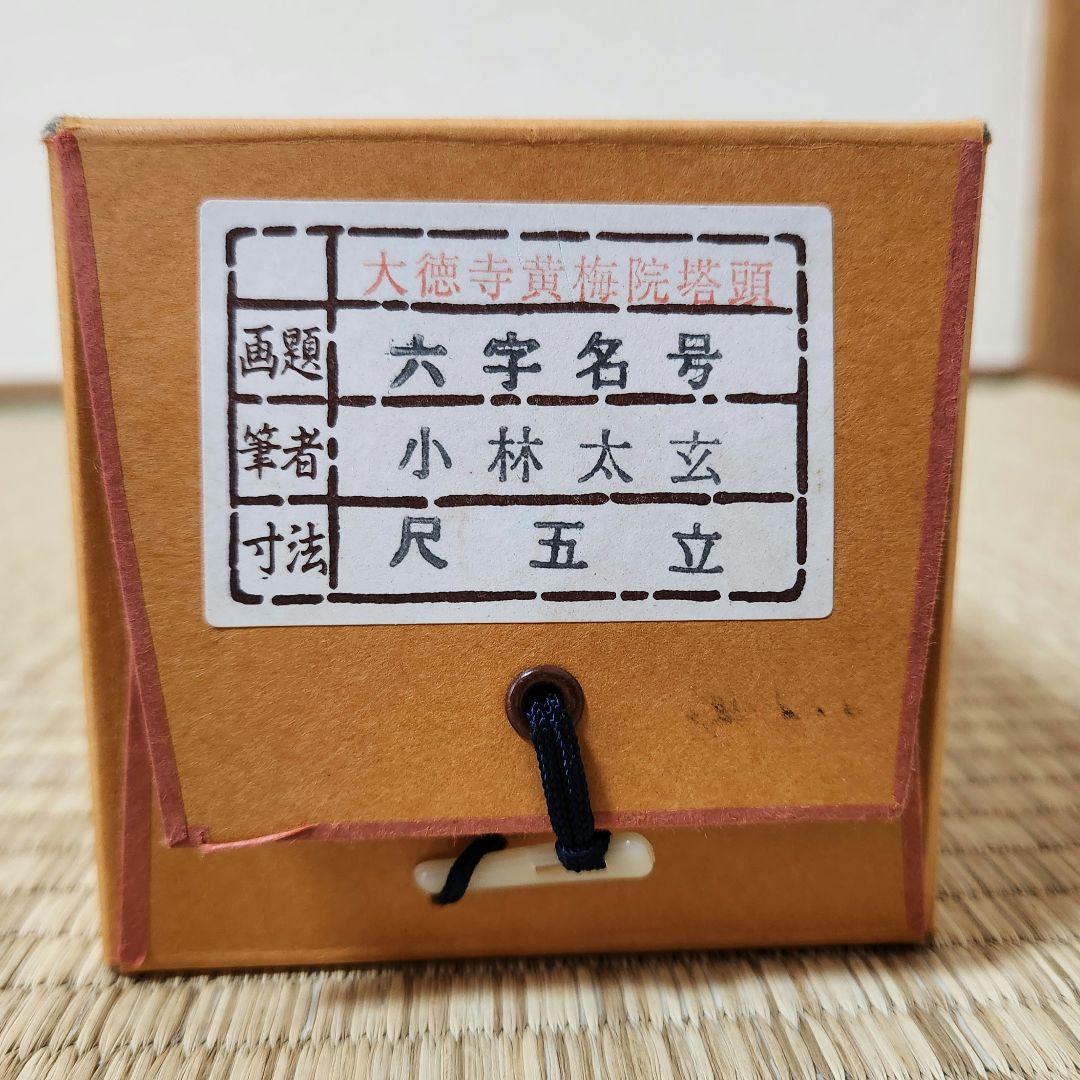 大徳寺黄梅院塔頭
画題 六字名号
筆者 小林太玄
寸法 尺五立